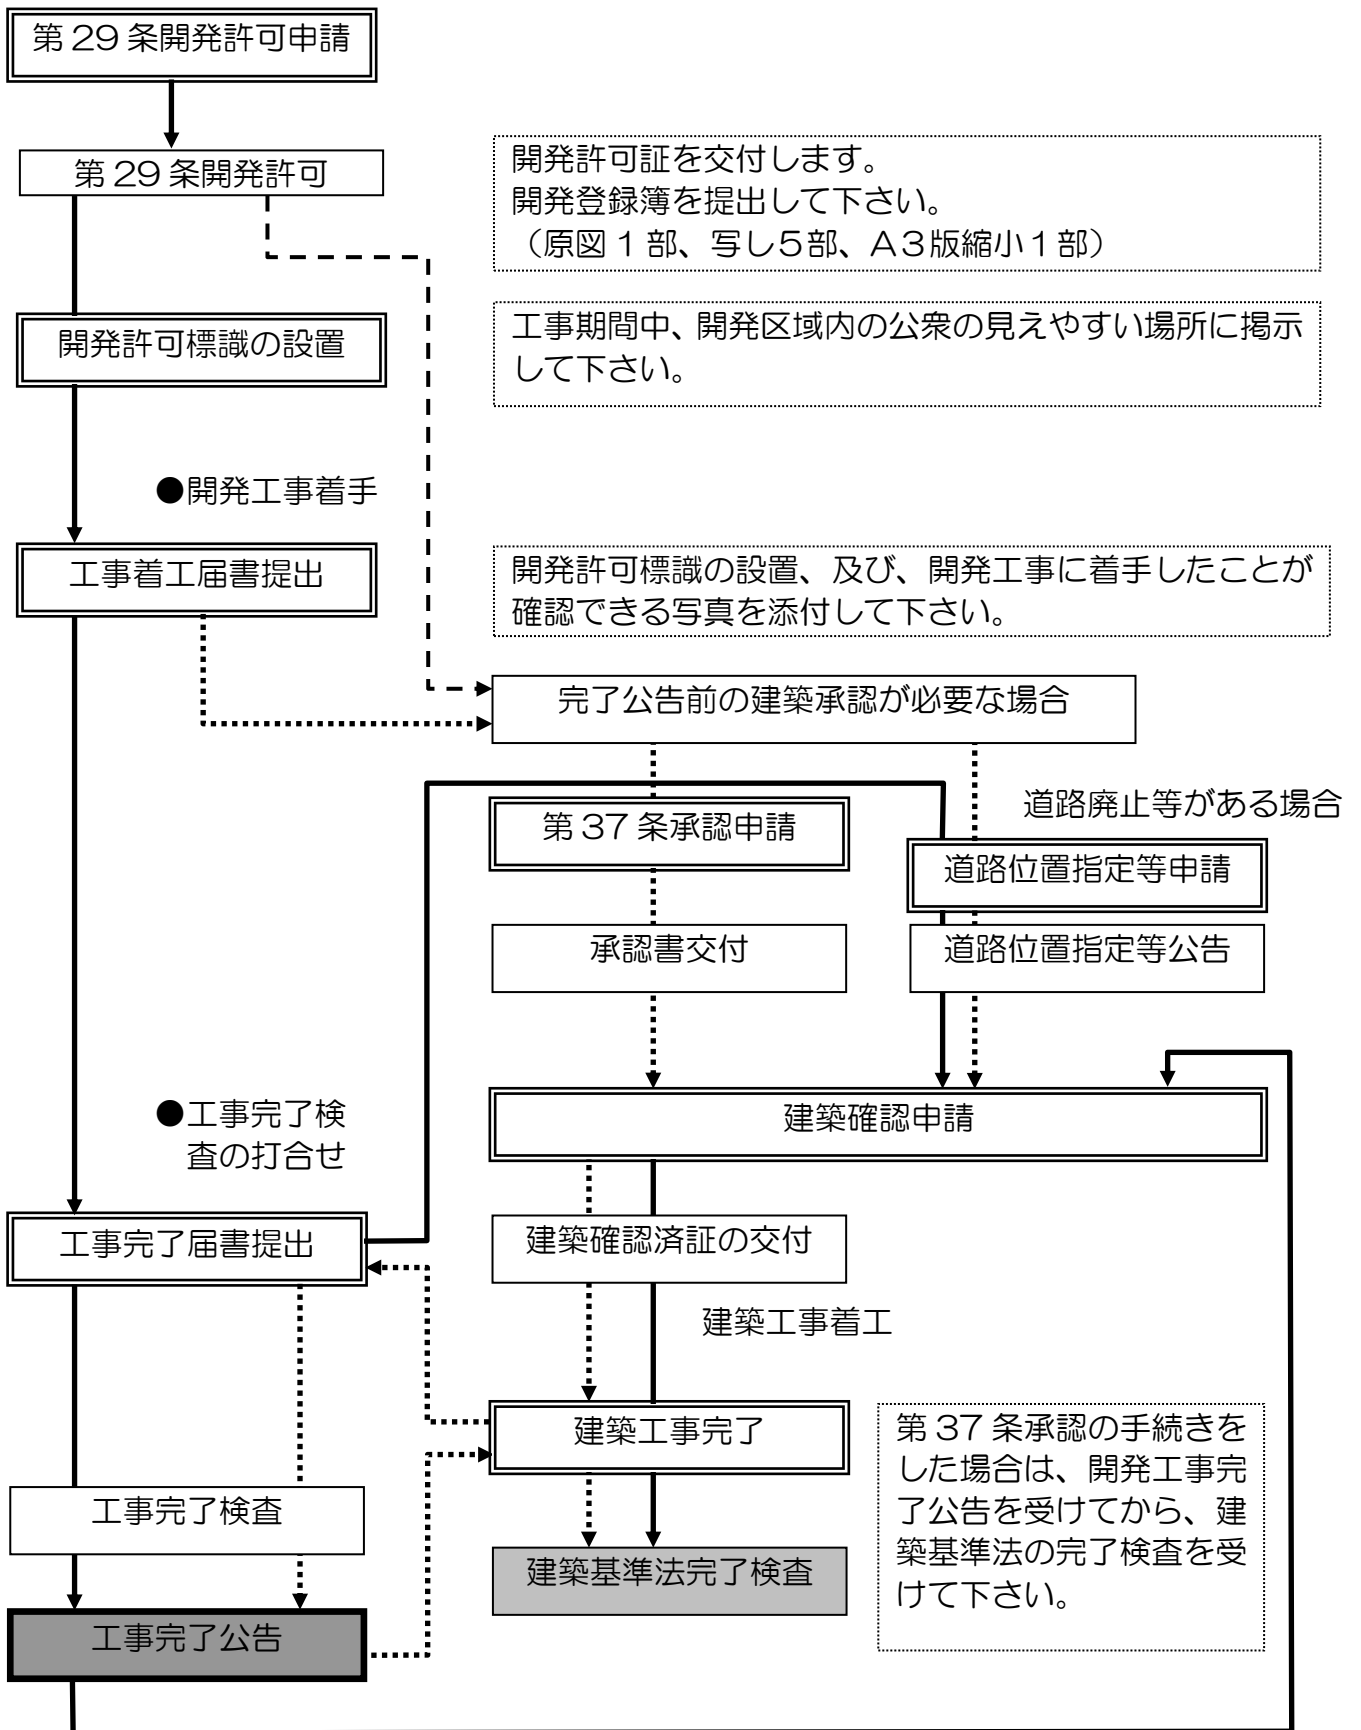 第29条開発許可申請
第29条開発許可
開発許可証を交付します。
開発登録簿を提出して下さい。
（原図1部、写し５部、Ａ３版縮小１部）
開発許可標識の設置
工事期間中、開発区域内の公衆の見えやすい場所に掲示
して下さい。
●開発工事着手
工事着工届書提出
開発許可標識の設置、及び、開発工事に着手したことが
確認できる写真を添付して下さい。
完了公告前の建築承認が必要な場合
道路廃止等がある場合
第37条承認申請
道路位置指定等申請
承認書交付
道路位置指定等公告
●工事完了検
査の打合せ
建築確認申請
工事完了届書提出
建築確認済証の交付
建築工事着工
建築工事完了
第37条承認の手続きを
した場合は、開発工事完
了公告を受けてから、建
築基準法の完了検査を受
けて下さい。
工事完了検査
建築基準法完了検査
工事完了公告